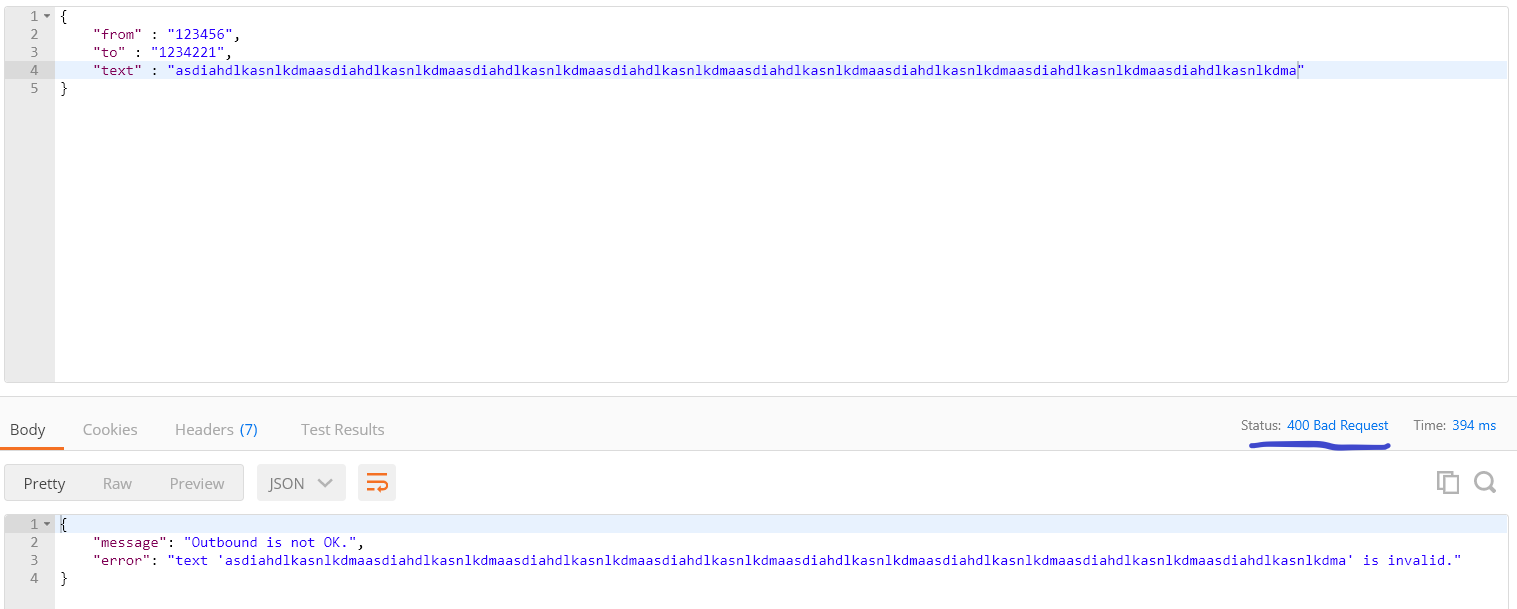 1 {
2 "from" : "123456",
3 "to" : "1234221",
4 "text" : "asdiahdlkasnlkdmaasdiahdlkasnlkdmaasdiahdlkasnlkdmaasdiahdlkasnlkdmaasdiahdlkasnlkdmaasdiahdlkasnlkdmaasdiahdlkasnlkdmaasdiahdlkasnlkdma"
5 }
Body Cookies Headers (7) Test Results Status: 400 Bad Request Time: 394 ms
Pretty Raw Preview JSON
1 {
2 "message": "Outbound is not OK.",
3 "error": "text 'asdiahdlkasnlkdmaasdiahdlkasnlkdmaasdiahdlkasnlkdmaasdiahdlkasnlkdmaasdiahdlkasnlkdmaasdiahdlkasnlkdmaasdiahdlkasnlkdmaasdiahdlkasnlkdma' is invalid."
4 }